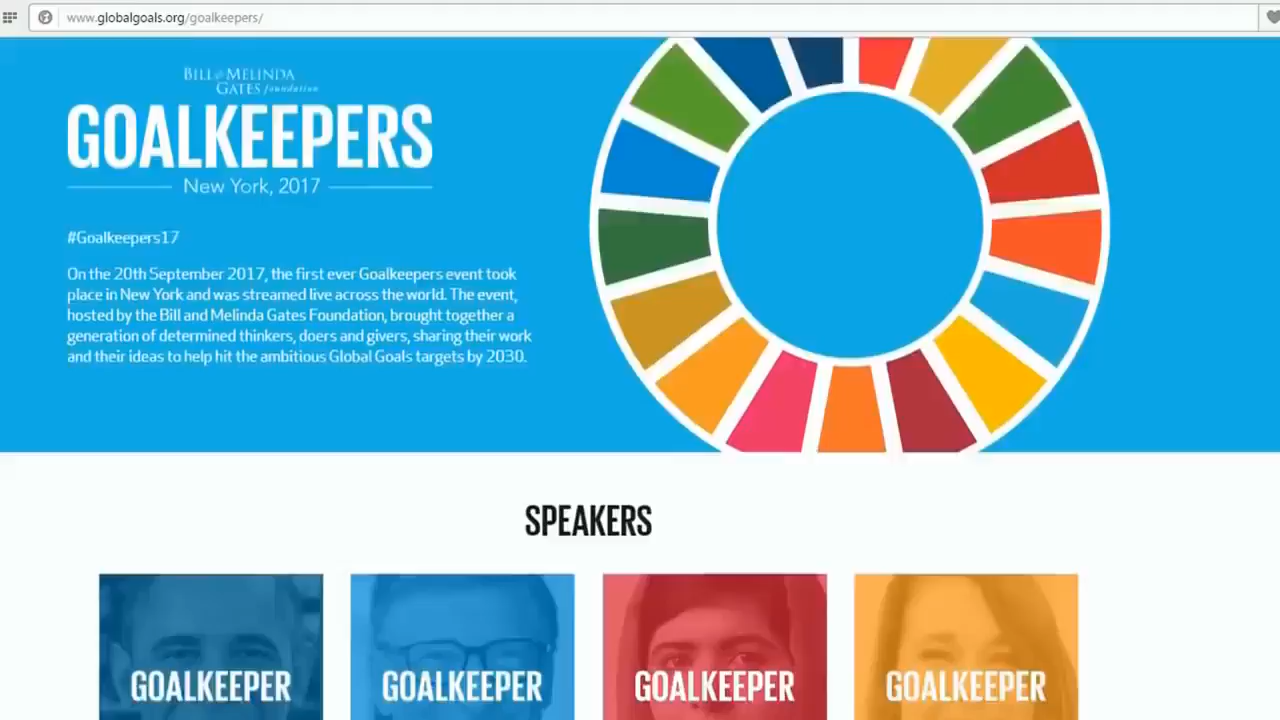 www.globalgoals.org/goalkeepers/
BILL & MELINDA
GATES foundation
GOALKEEPERS
New York, 2017
#Goalkeepers17
On the 20th September 2017, the first ever Goalkeepers event took
place in New York and was streamed live across the world. The event,
hosted by the Bill and Melinda Gates Foundation, brought together a
generation of determined thinkers, doers and givers, sharing their work
and their ideas to help hit the ambitious Global Goals targets by 2030.
SPEAKERS
GOALKEEPER GOALKEEPER GOALKEEPER GOALKEEPER